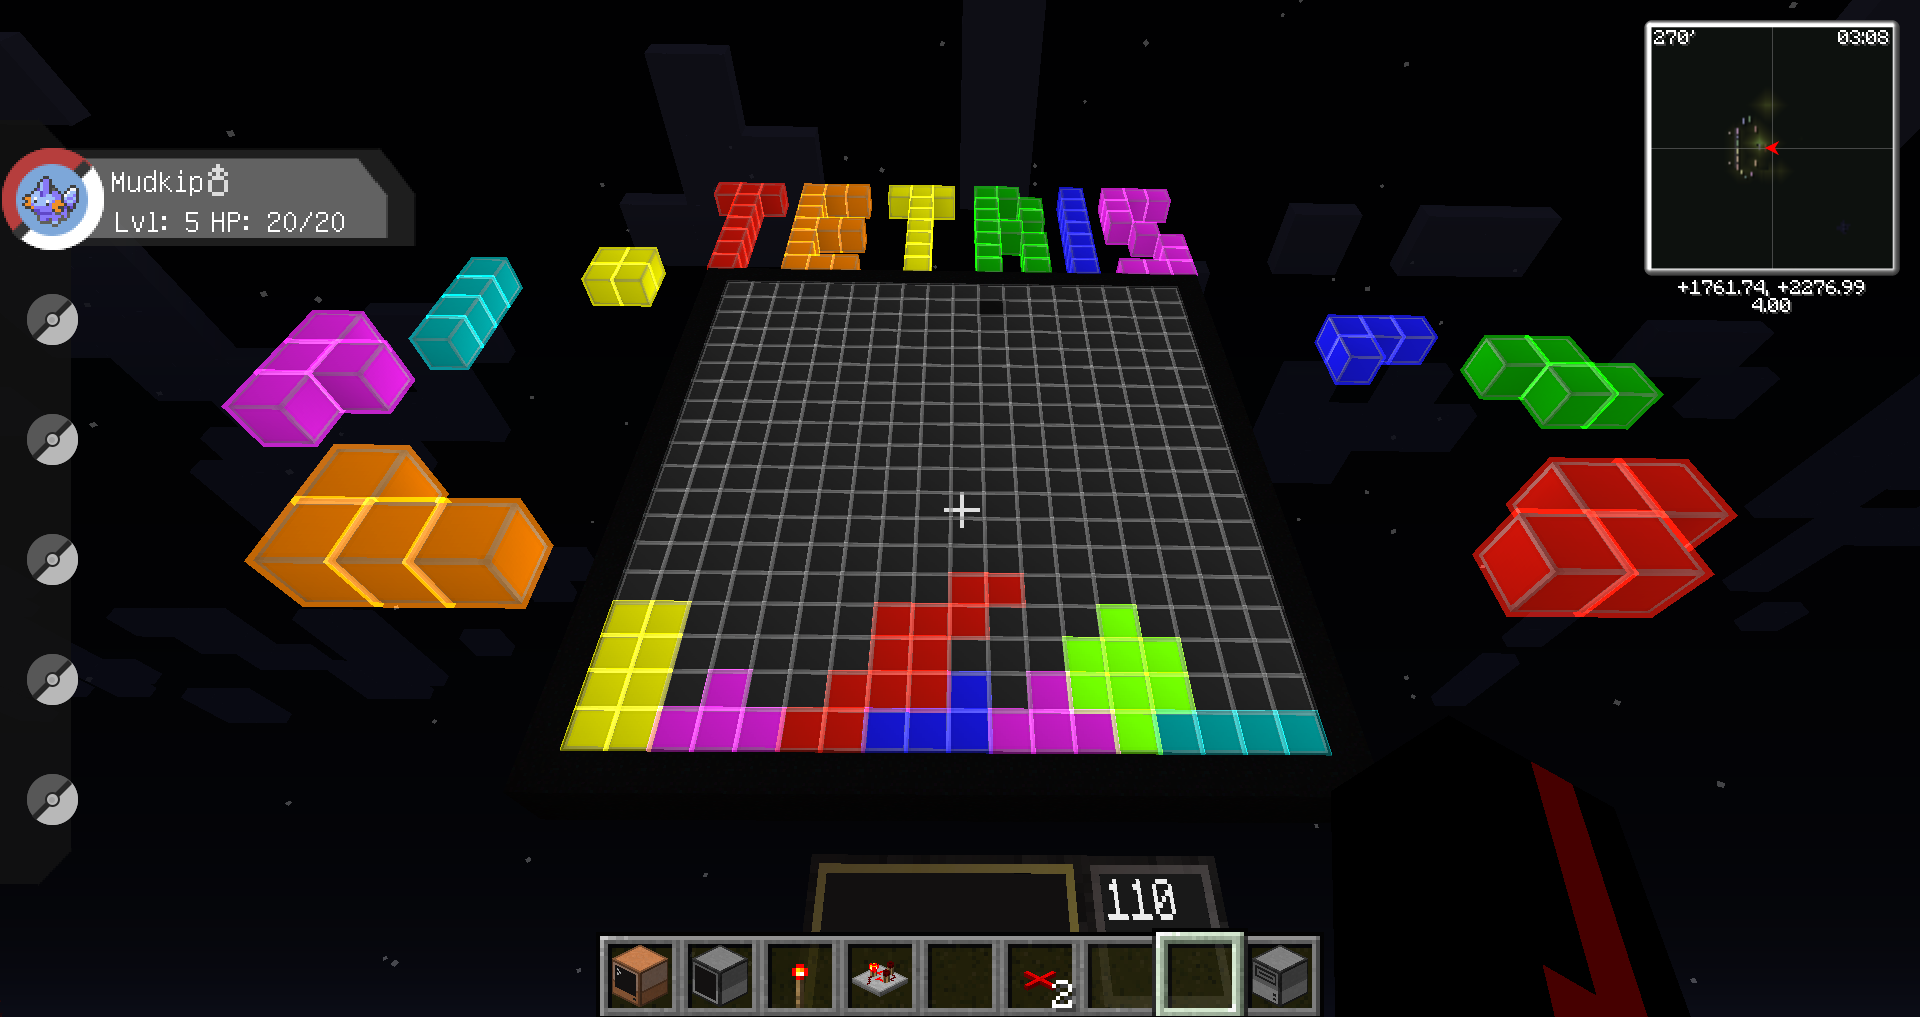 270° 03:08
Mudkip♂
Lvl: 5 HP: 20/20
TETRIS
+1761.74, +2276.99
4.00
110
2